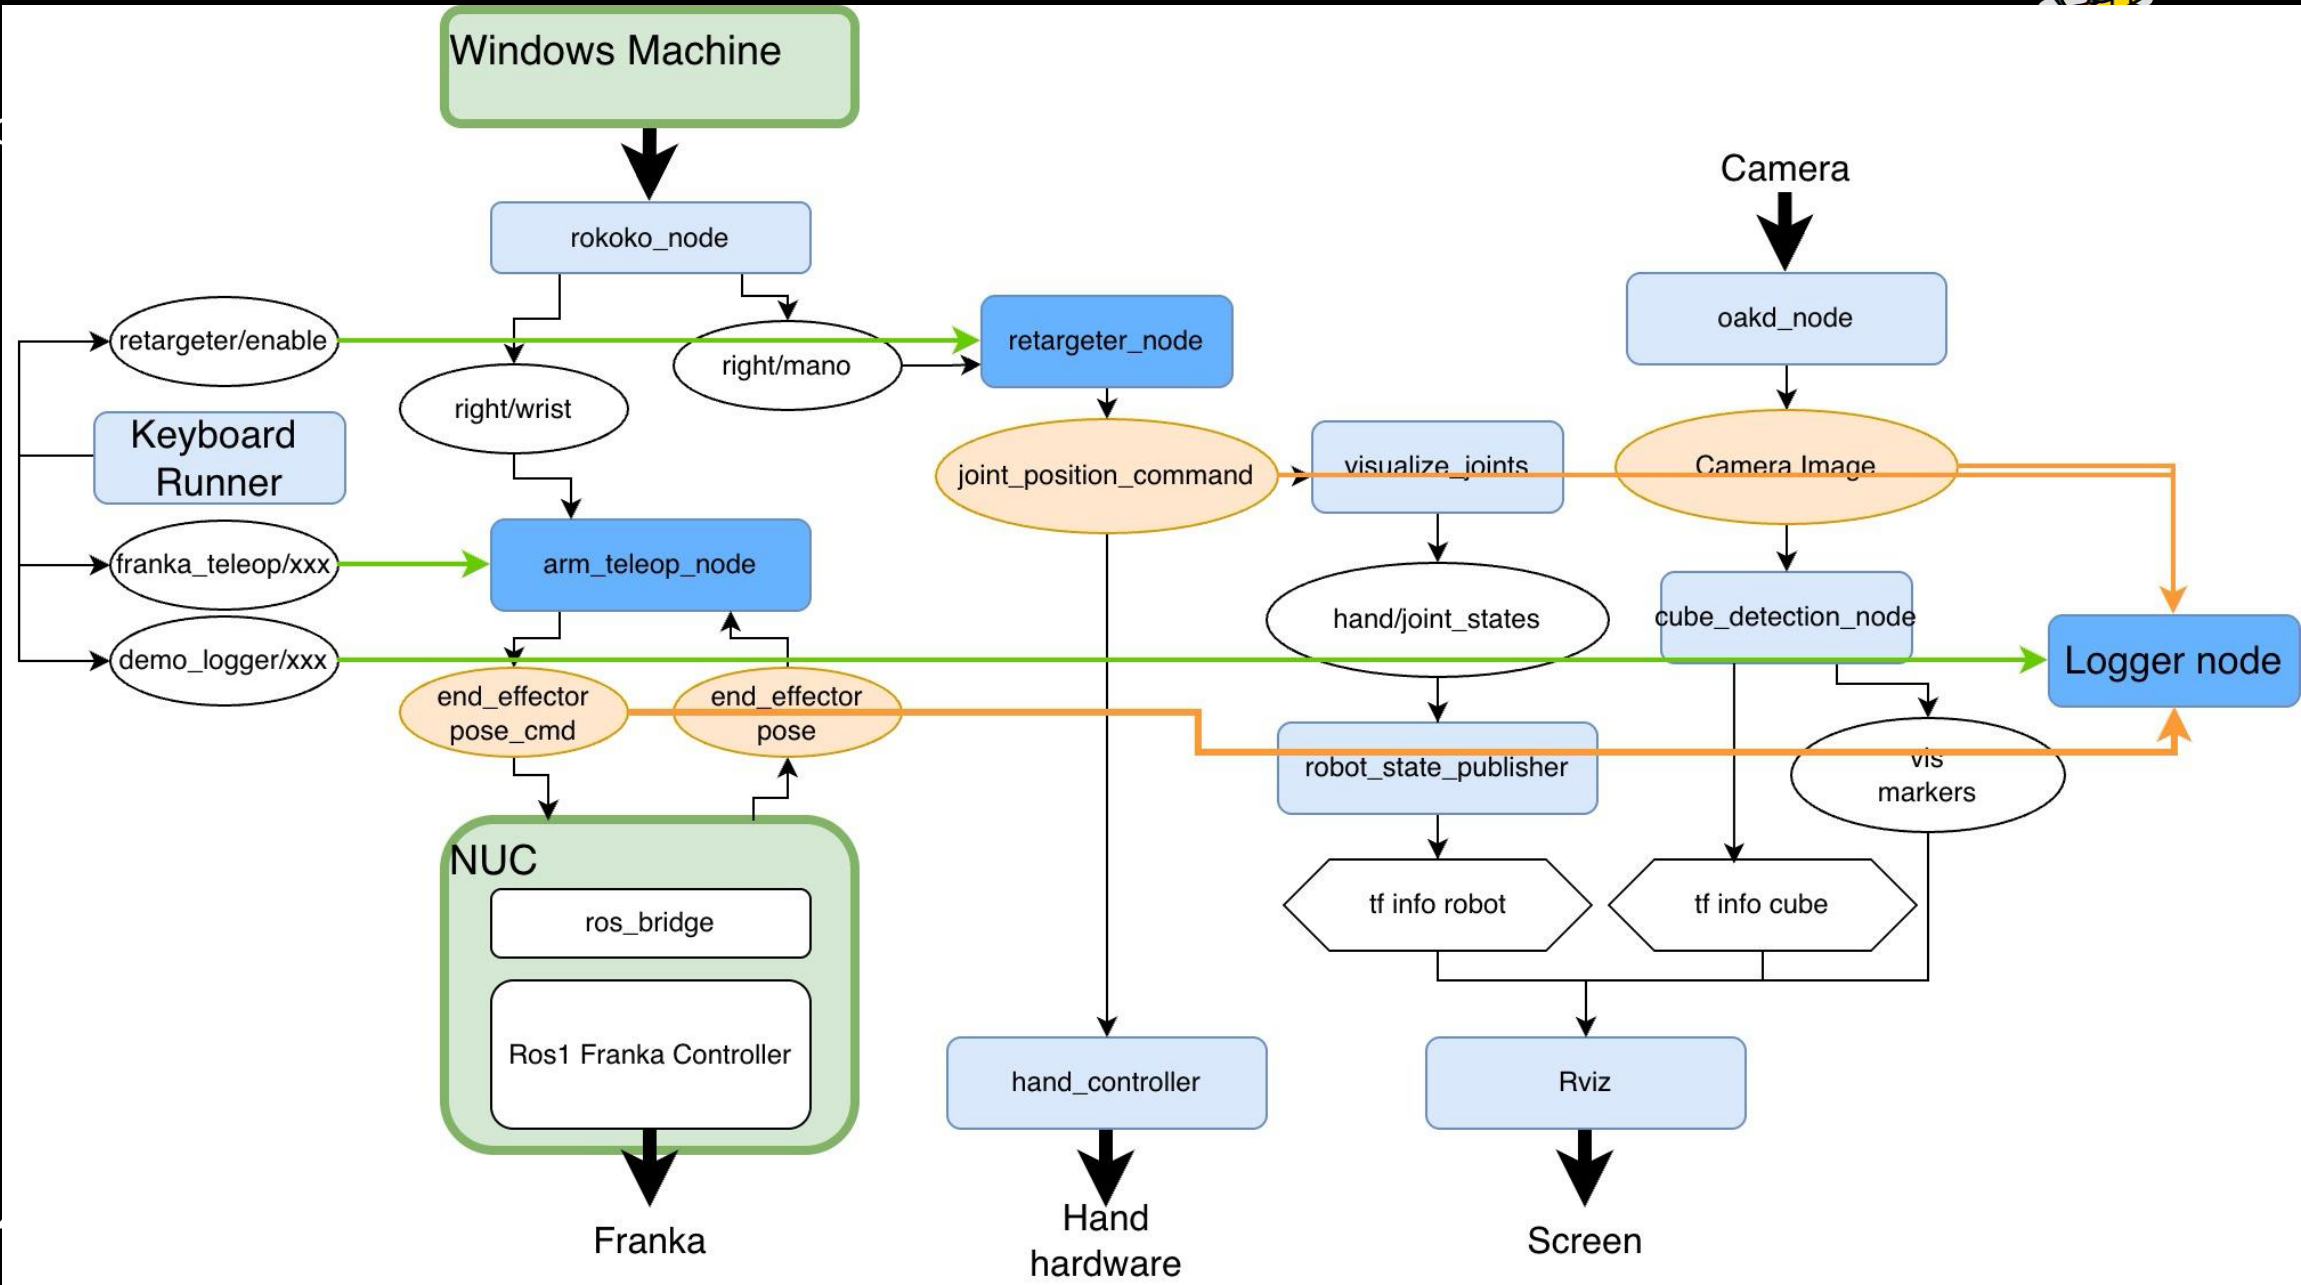 Windows Machine
Camera
rokoko_node
oakd_node
retargeter/enable
right/mano
retargeter_node
right/wrist
Keyboard
Runner
joint_position_command
visualize_joints
Camera Image
franka_teleop/xxx
arm_teleop_node
hand/joint_states
cube_detection_node
demo_logger/xxx
Logger node
end_effector
pose_cmd
end_effector
pose
robot_state_publisher
vis
markers
NUC
ros_bridge
tf info robot
tf info cube
Ros1 Franka Controller
hand_controller
Rviz
Franka
Hand
hardware
Screen